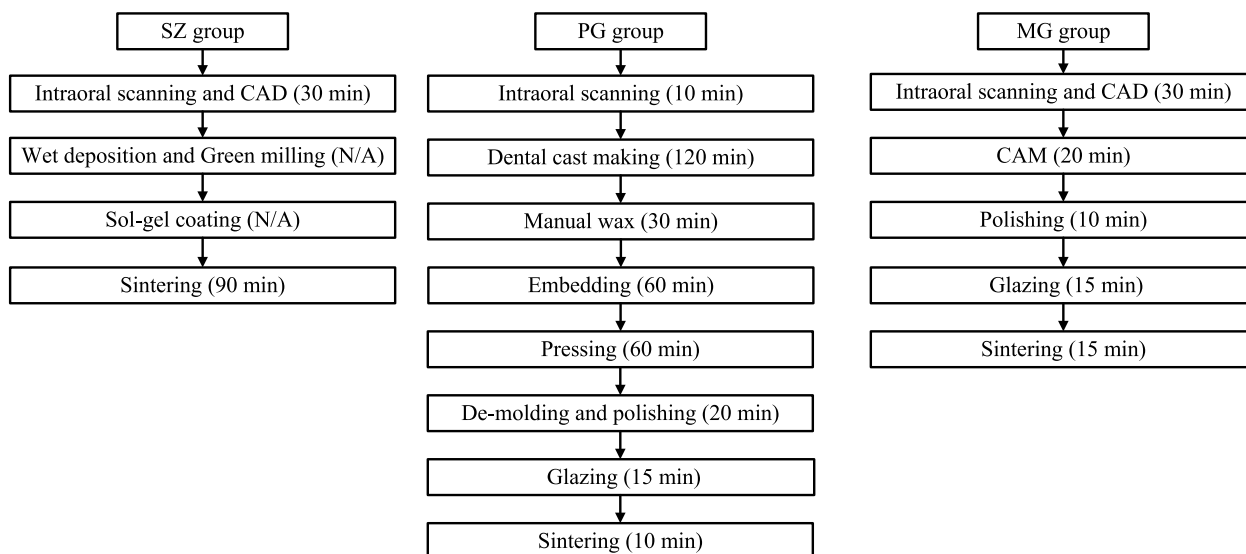 SZ group
Intraoral scanning and CAD (30 min)
Wet deposition and Green milling (N/A)
Sol-gel coating (N/A)
Sintering (90 min)
PG group
Intraoral scanning (10 min)
Dental cast making (120 min)
Manual wax (30 min)
Embedding (60 min)
Pressing (60 min)
De-molding and polishing (20 min)
Glazing (15 min)
Sintering (10 min)
MG group
Intraoral scanning and CAD (30 min)
CAM (20 min)
Polishing (10 min)
Glazing (15 min)
Sintering (15 min)